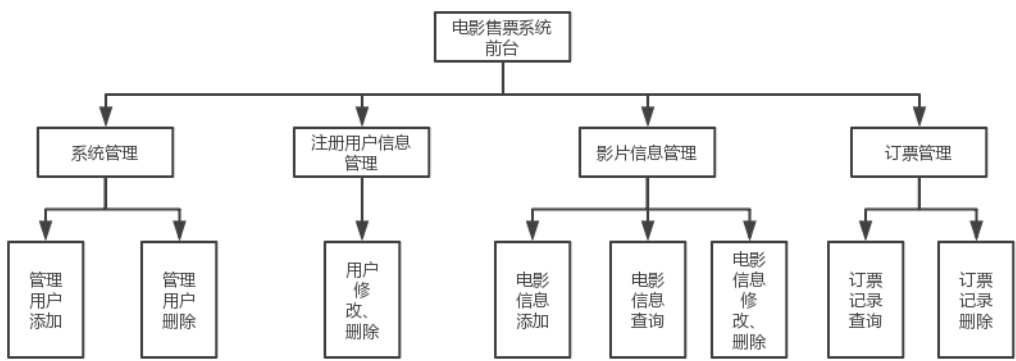 电影售票系统
前台
系统管理
注册用户信息
管理
影片信息管理
订票管理
管理
用户
添加
管理
用户
删除
用户
修
改、
删除
电影
信息
添加
电影
信息
查询
电影
信息
修
改、
删除
订票
记录
查询
订票
记录
删除